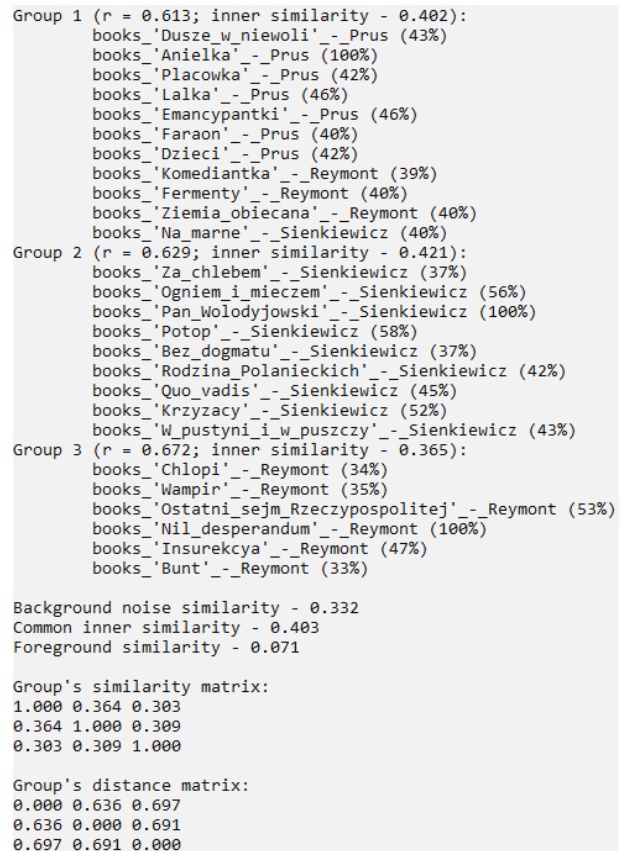 Group 1 (r = 0.613; inner similarity - 0.402):
books_'Dusze_w_niewoli'_-_Prus (43%)
books_'Anielka'_-_Prus (100%)
books_'Placowka'_-_Prus (42%)
books_'Lalka'_-_Prus (46%)
books_'Emancypantki'_-_Prus (46%)
books_'Faraon'_-_Prus (40%)
books_'Dzieci'_-_Prus (42%)
books_'Komediantka'_-_Reymont (39%)
books_'Fermenty'_-_Reymont (40%)
books_'Ziemia_obiecana'_-_Reymont (40%)
books_'Na_marne'_-_Sienkiewicz (40%)
Group 2 (r = 0.629; inner similarity - 0.421):
books_'Za_chlebem'_-_Sienkiewicz (37%)
books_'Ogniem_i_mieczem'_-_Sienkiewicz (56%)
books_'Pan_Wolodyjowski'_-_Sienkiewicz (100%)
books_'Potop'_-_Sienkiewicz (58%)
books_'Bez_dogmatu'_-_Sienkiewicz (37%)
books_'Rodzina_Polanieckich'_-_Sienkiewicz (42%)
books_'Quo_vadis'_-_Sienkiewicz (45%)
books_'Krzyzacy'_-_Sienkiewicz (52%)
books_'W_pustyni_i_w_puszczy'_-_Sienkiewicz (43%)
Group 3 (r = 0.672; inner similarity - 0.365):
books_'Chlopi'_-_Reymont (34%)
books_'Wampir'_-_Reymont (35%)
books_'Ostatni_sejm_Rzeczypospolitej'_-_Reymont (53%)
books_'Nil_desperandum'_-_Reymont (100%)
books_'Insurekcya'_-_Reymont (47%)
books_'Bunt'_-_Reymont (33%)
Background noise similarity - 0.332
Common inner similarity - 0.403
Foreground similarity - 0.071
Group's similarity matrix:
1.000 0.364 0.303
0.364 1.000 0.309
0.303 0.309 1.000
Group's distance matrix:
0.000 0.636 0.697
0.636 0.000 0.691
0.697 0.691 0.000